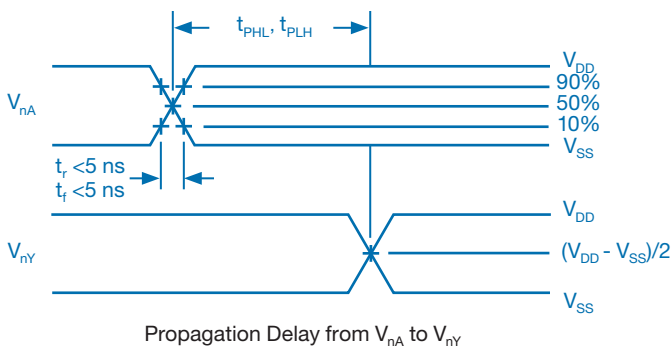 tPHL, tPLH
VDD
90%
VnA
50%
10%
VSS
tr <5 ns
tf <5 ns
VDD
VnY
(VDD - VSS)/2
VSS
Propagation Delay from VnA to VnY